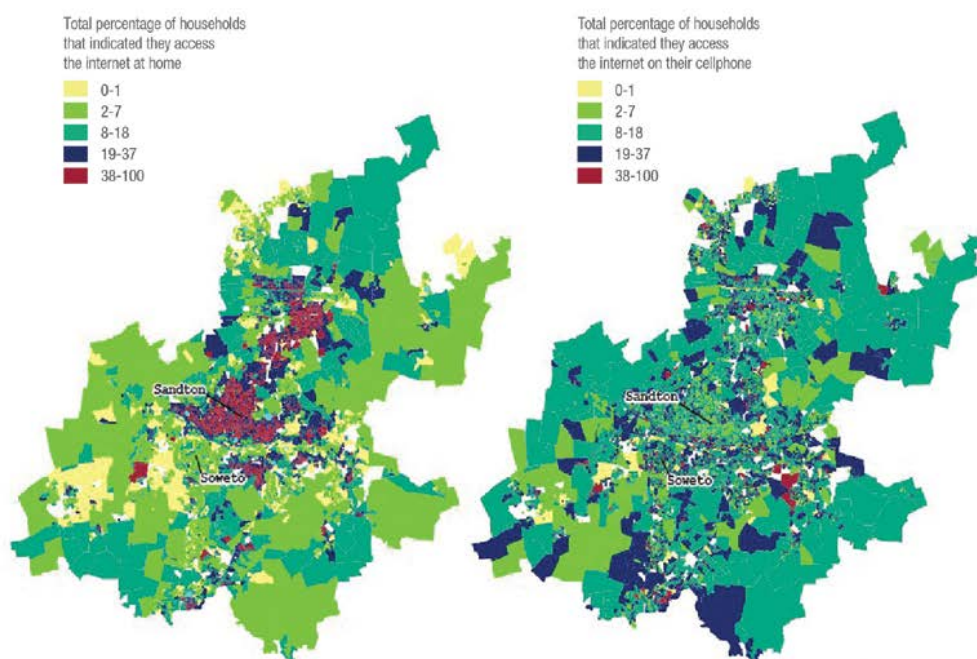 Total percentage of households
that indicated they access
the internet at home
0-1
2-7
8-18
19-37
38-100
Sandton
Soweto
Total percentage of households
that indicated they access
the internet on their cellphone
0-1
2-7
8-18
19-37
38-100
Sandton
Soweto